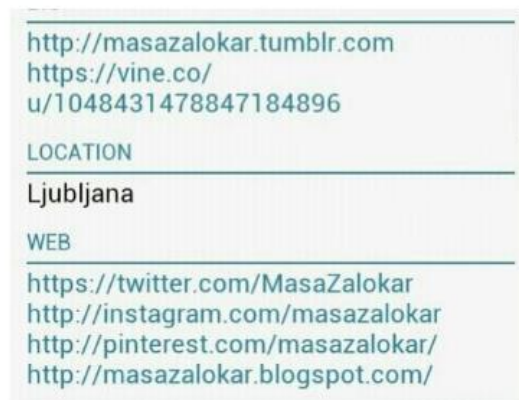 http://masazalokar.tumblr.com
https://vine.co/
u/1048431478847184896
LOCATION
Ljubljana
WEB
https://twitter.com/MasaZalokar
http://instagram.com/masazalokar
http://pinterest.com/masazalokar/
http://masazalokar.blogspot.com/